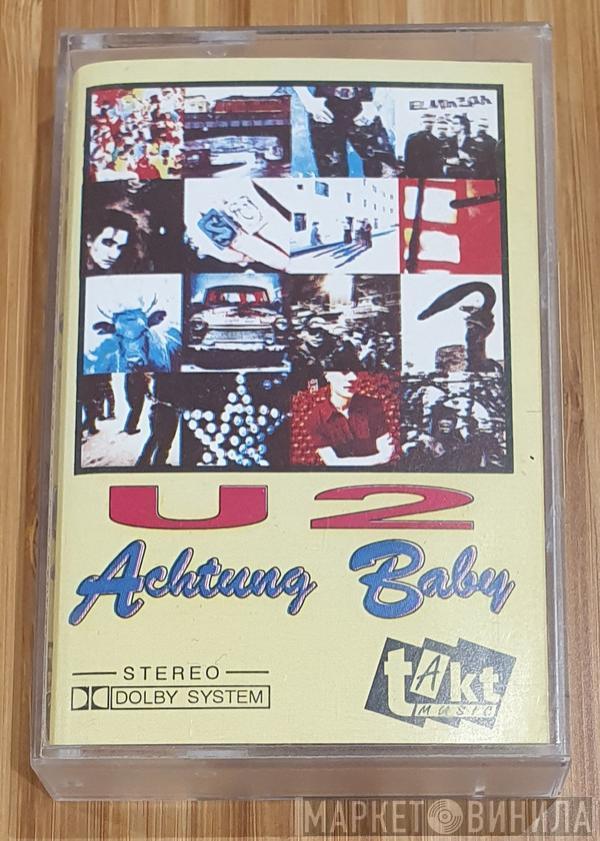 U2
Achtung Baby
STEREO
DOLBY SYSTEM
takt
MUSIC
МАРКЕТ ВИНИЛА